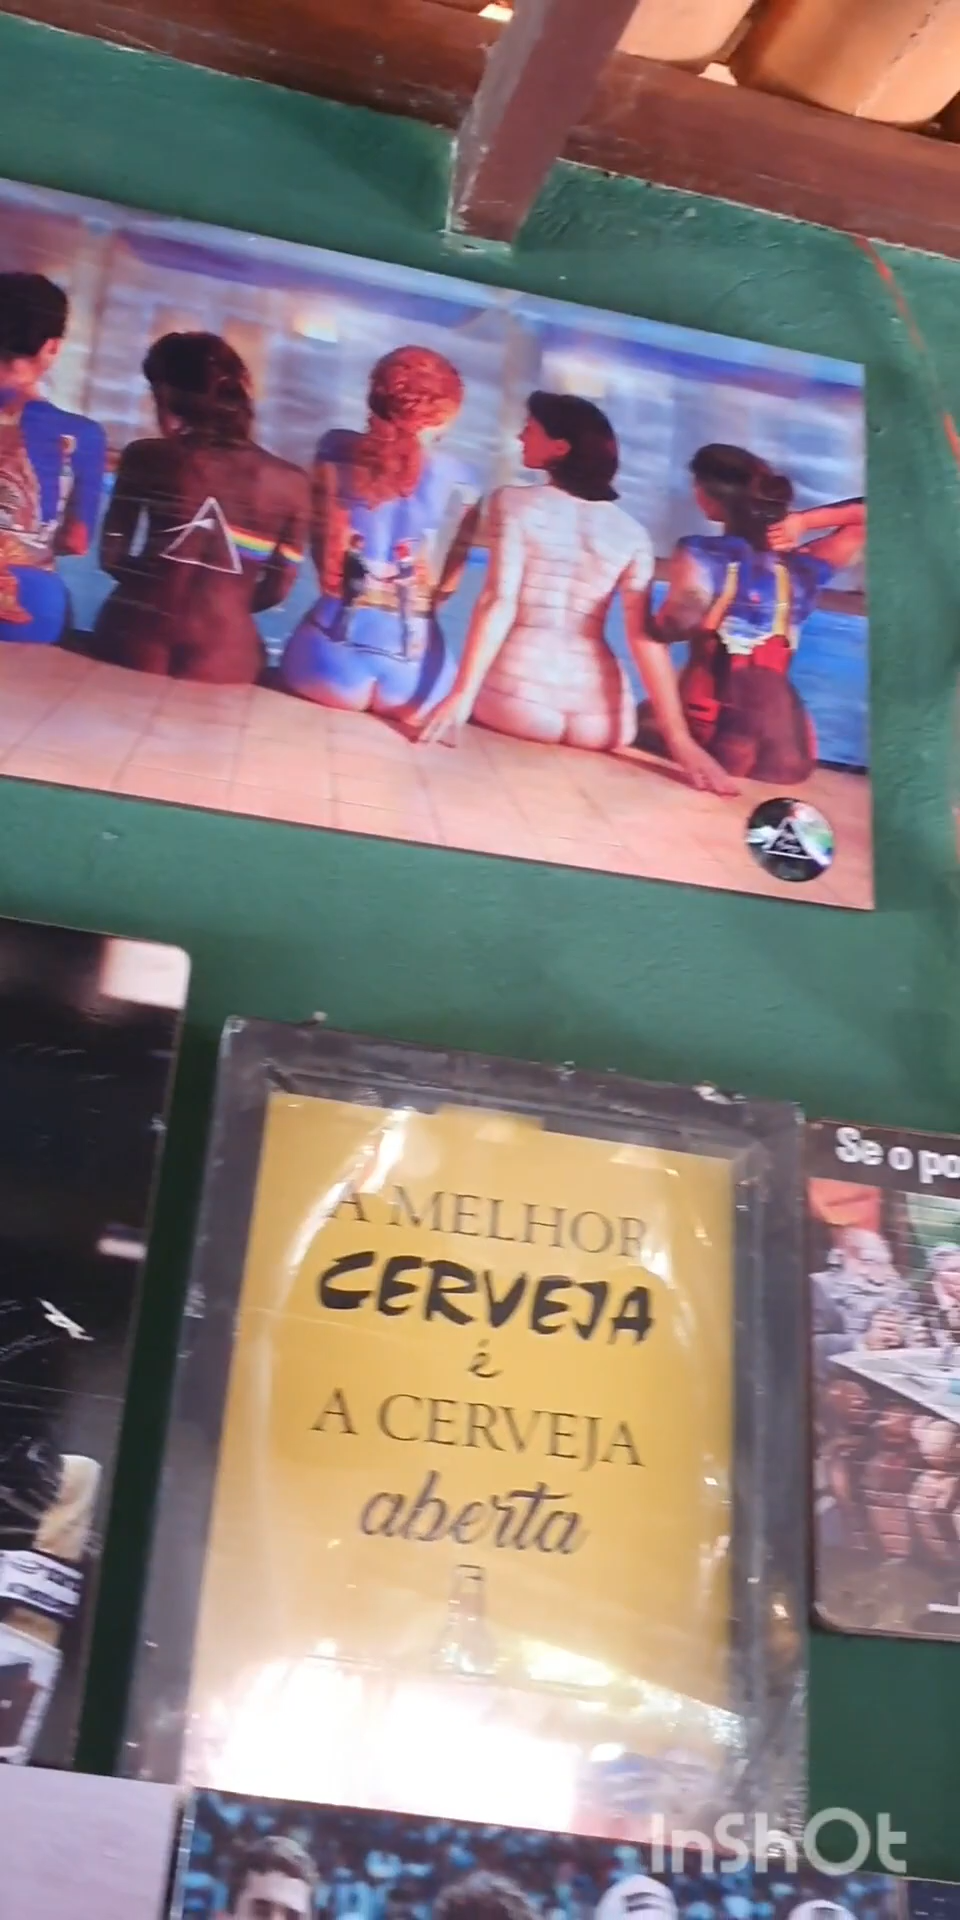 A MELHOR
CERVEJA
é
A CERVEJA
aberta
Se o po
InShOt